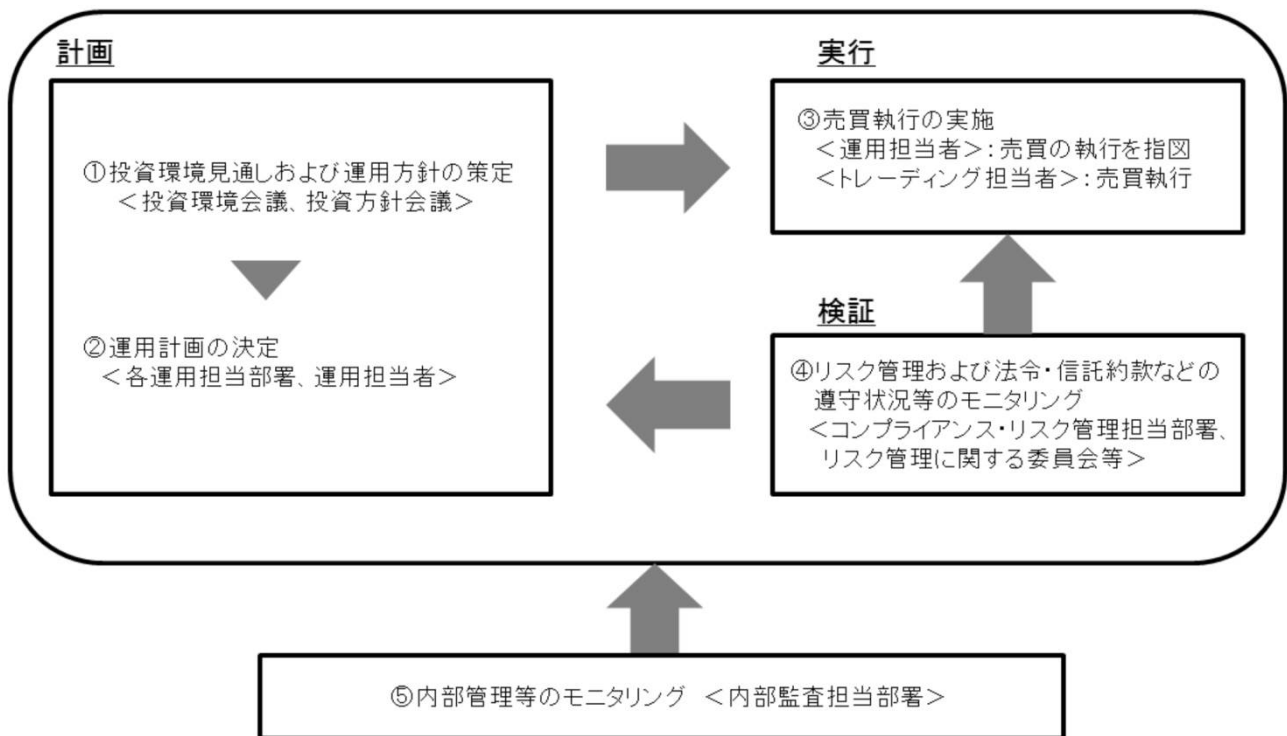 計画
①投資環境見通しおよび運用方針の策定
＜投資環境会議、投資方針会議＞
②運用計画の決定
＜各運用担当部署、運用担当者＞
実行
③売買執行の実施
＜運用担当者＞：売買の執行を指図
＜トレーディング担当者＞：売買執行
検証
④リスク管理および法令・信託約款などの
遵守状況等のモニタリング
＜コンプライアンス・リスク管理担当部署、
リスク管理に関する委員会等＞
⑤内部管理等のモニタリング ＜内部監査担当部署＞